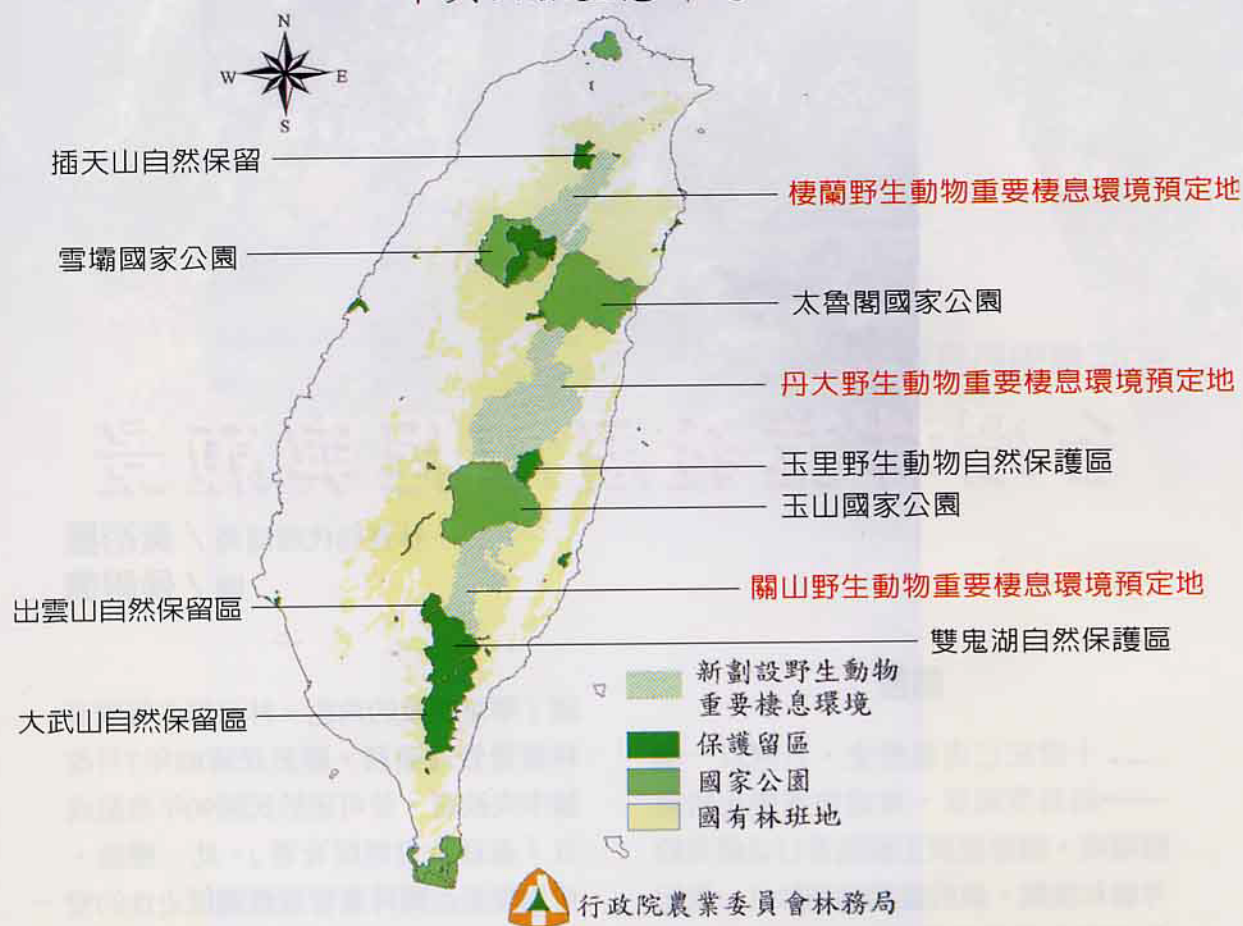 N
W E
S
插天山自然保留
棲蘭野生動物重要棲息環境預定地
雪壩國家公園
太魯閣國家公園
丹大野生動物重要棲息環境預定地
玉里野生動物自然保護區
玉山國家公園
關山野生動物重要棲息環境預定地
出雲山自然保留區
雙鬼湖自然保護區
大武山自然保留區
新劃設野生動物
重要棲息環境
保護留區
國家公園
國有林班地
行政院農業委員會林務局